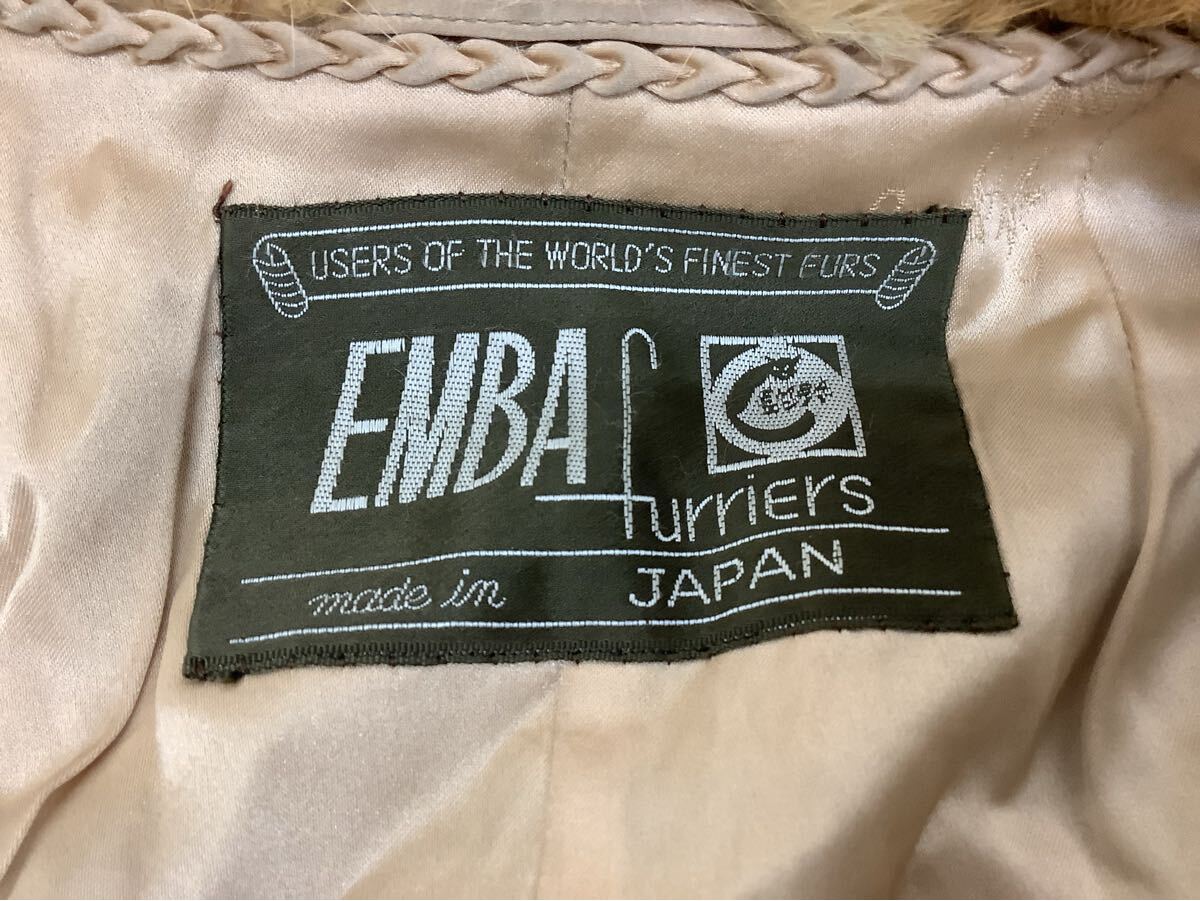 USERS OF THE WORLD'S FINEST FURS
EMBA
furriers
made in JAPAN